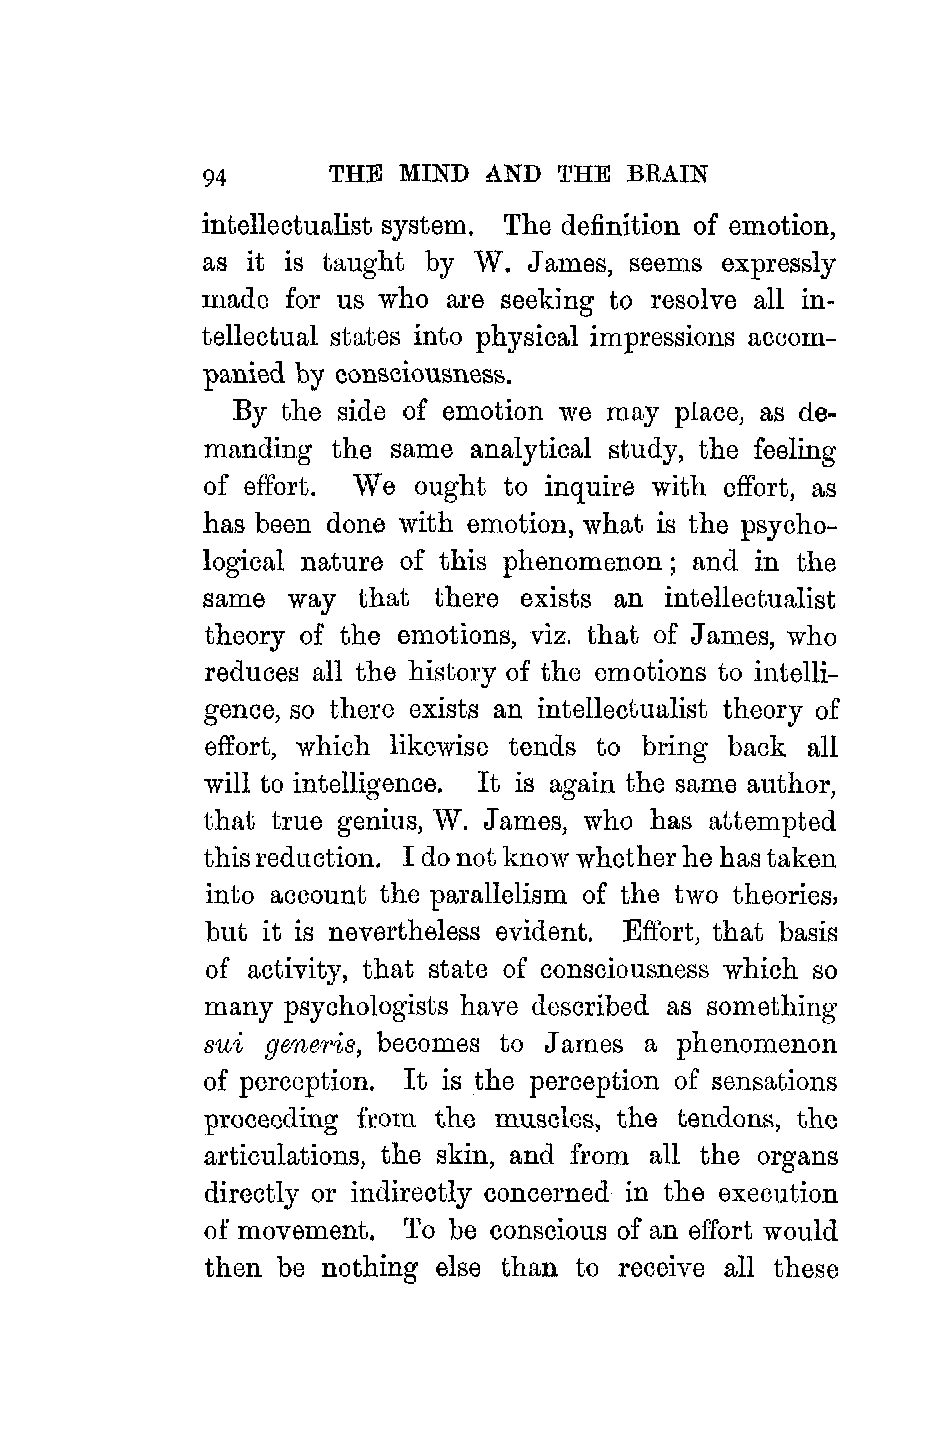 94 THE MIND AND THE BRAIN
intellectualist system. The definition of emotion,
as it is taught by W. James, seems expressly
made for us who are seeking to resolve all in-
tellectual states into physical impressions accom-
panied by consciousness.
By the side of emotion we may place, as de-
manding the same analytical study, the feeling
of effort. We ought to inquire with effort, as
has been done with emotion, what is the psycho-
logical nature of this phenomenon; and in the
same way that there exists an intellectualist
theory of the emotions, viz. that of James, who
reduces all the history of the emotions to intelli-
gence, so there exists an intellectualist theory of
effort, which likewise tends to bring back all
will to intelligence. It is again the same author,
that true genius, W. James, who has attempted
this reduction. I do not know whether he has taken
into account the parallelism of the two theories,
but it is nevertheless evident. Effort, that basis
of activity, that state of consciousness which so
many psychologists have described as something
sui generis, becomes to James a phenomenon
of perception. It is the perception of sensations
proceeding from the muscles, the tendons, the
articulations, the skin, and from all the organs
directly or indirectly concerned in the execution
of movement. To be conscious of an effort would
then be nothing else than to receive all these